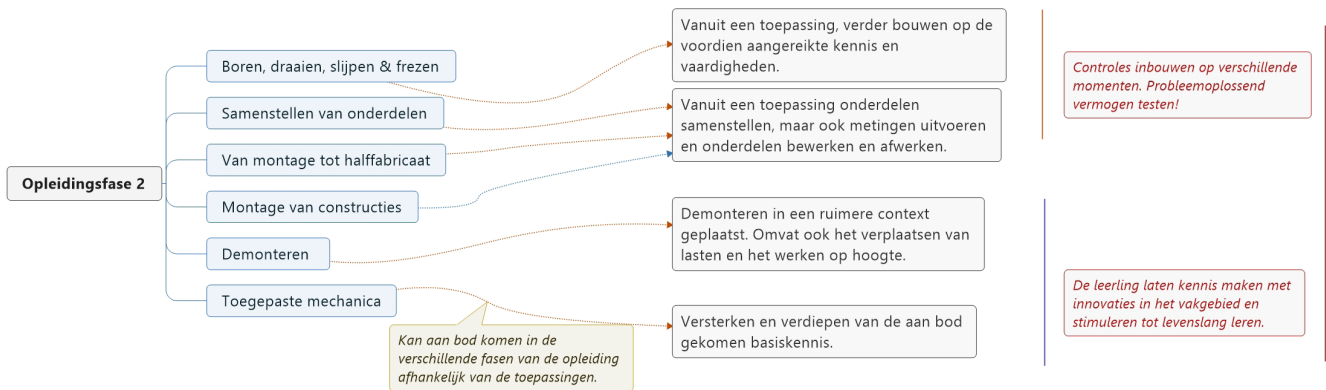 Opleidingsfase 2
Boren, draaien, slijpen & frezen
Samenstellen van onderdelen
Van montage tot halffabricaat
Montage van constructies
Demonteren
Toegepaste mechanica
Kan aan bod komen in de
verschillende fasen van de opleiding
afhankelijk van de toepassingen.
Vanuit een toepassing, verder bouwen op de
voordien aangereikte kennis en
vaardigheden.
Vanuit een toepassing onderdelen
samenstellen, maar ook metingen uitvoeren
en onderdelen bewerken en afwerken.
Demonteren in een ruimere context
geplaatst. Omvat ook het verplaatsen van
lasten en het werken op hoogte.
Versterken en verdiepen van de aan bod
gekomen basiskennis.
Controles inbouwen op verschillende
momenten. Probleemoplossend
vermogen testen!
De leerling laten kennis maken met
innovaties in het vakgebied en
stimuleren tot levenslang leren.